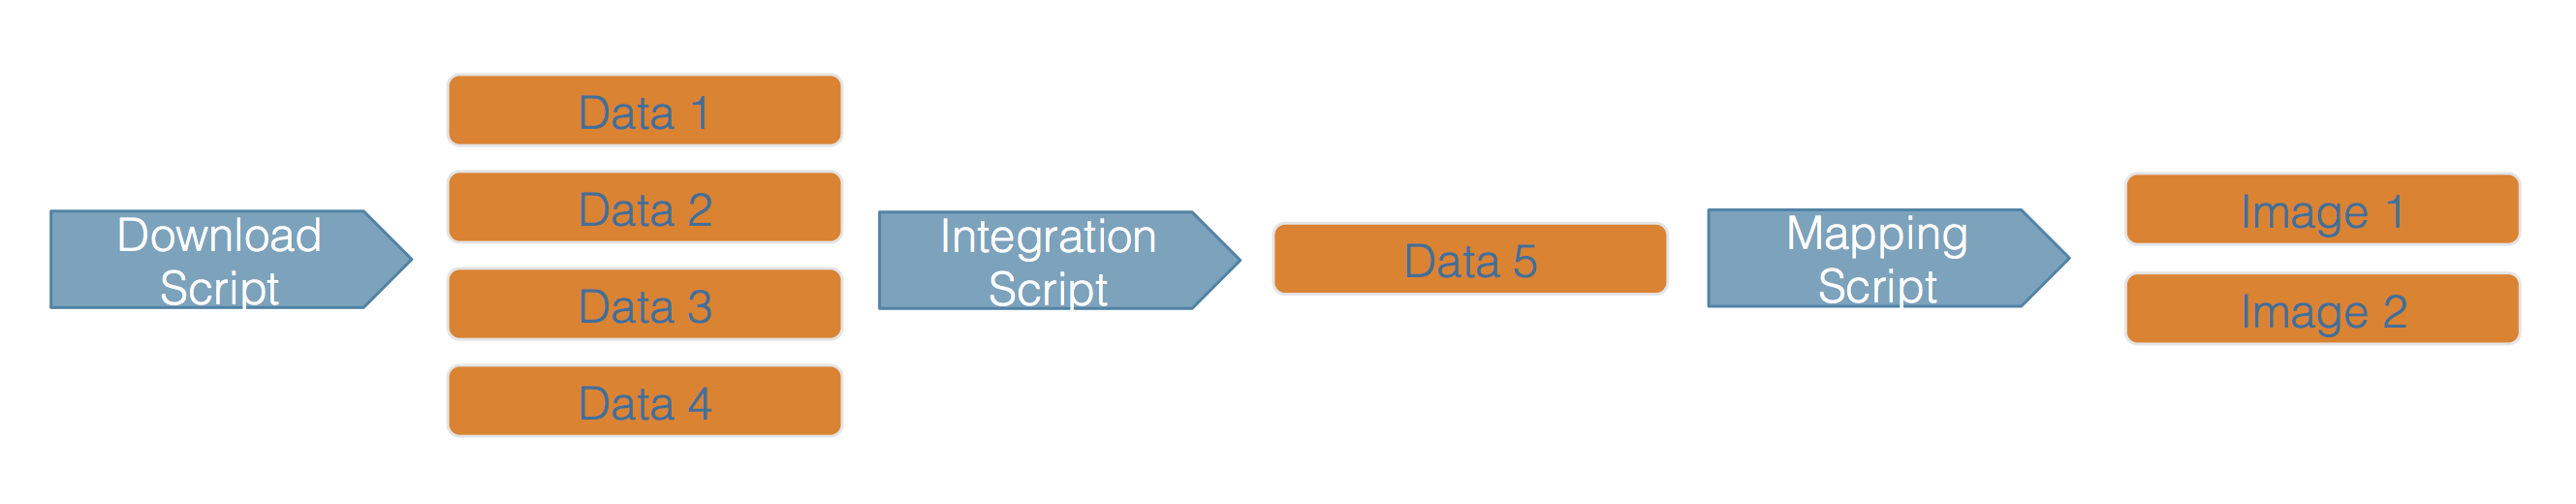 Download
Script
Data 1
Data 2
Data 3
Data 4
Integration
Script
Data 5
Mapping
Script
Image 1
Image 2